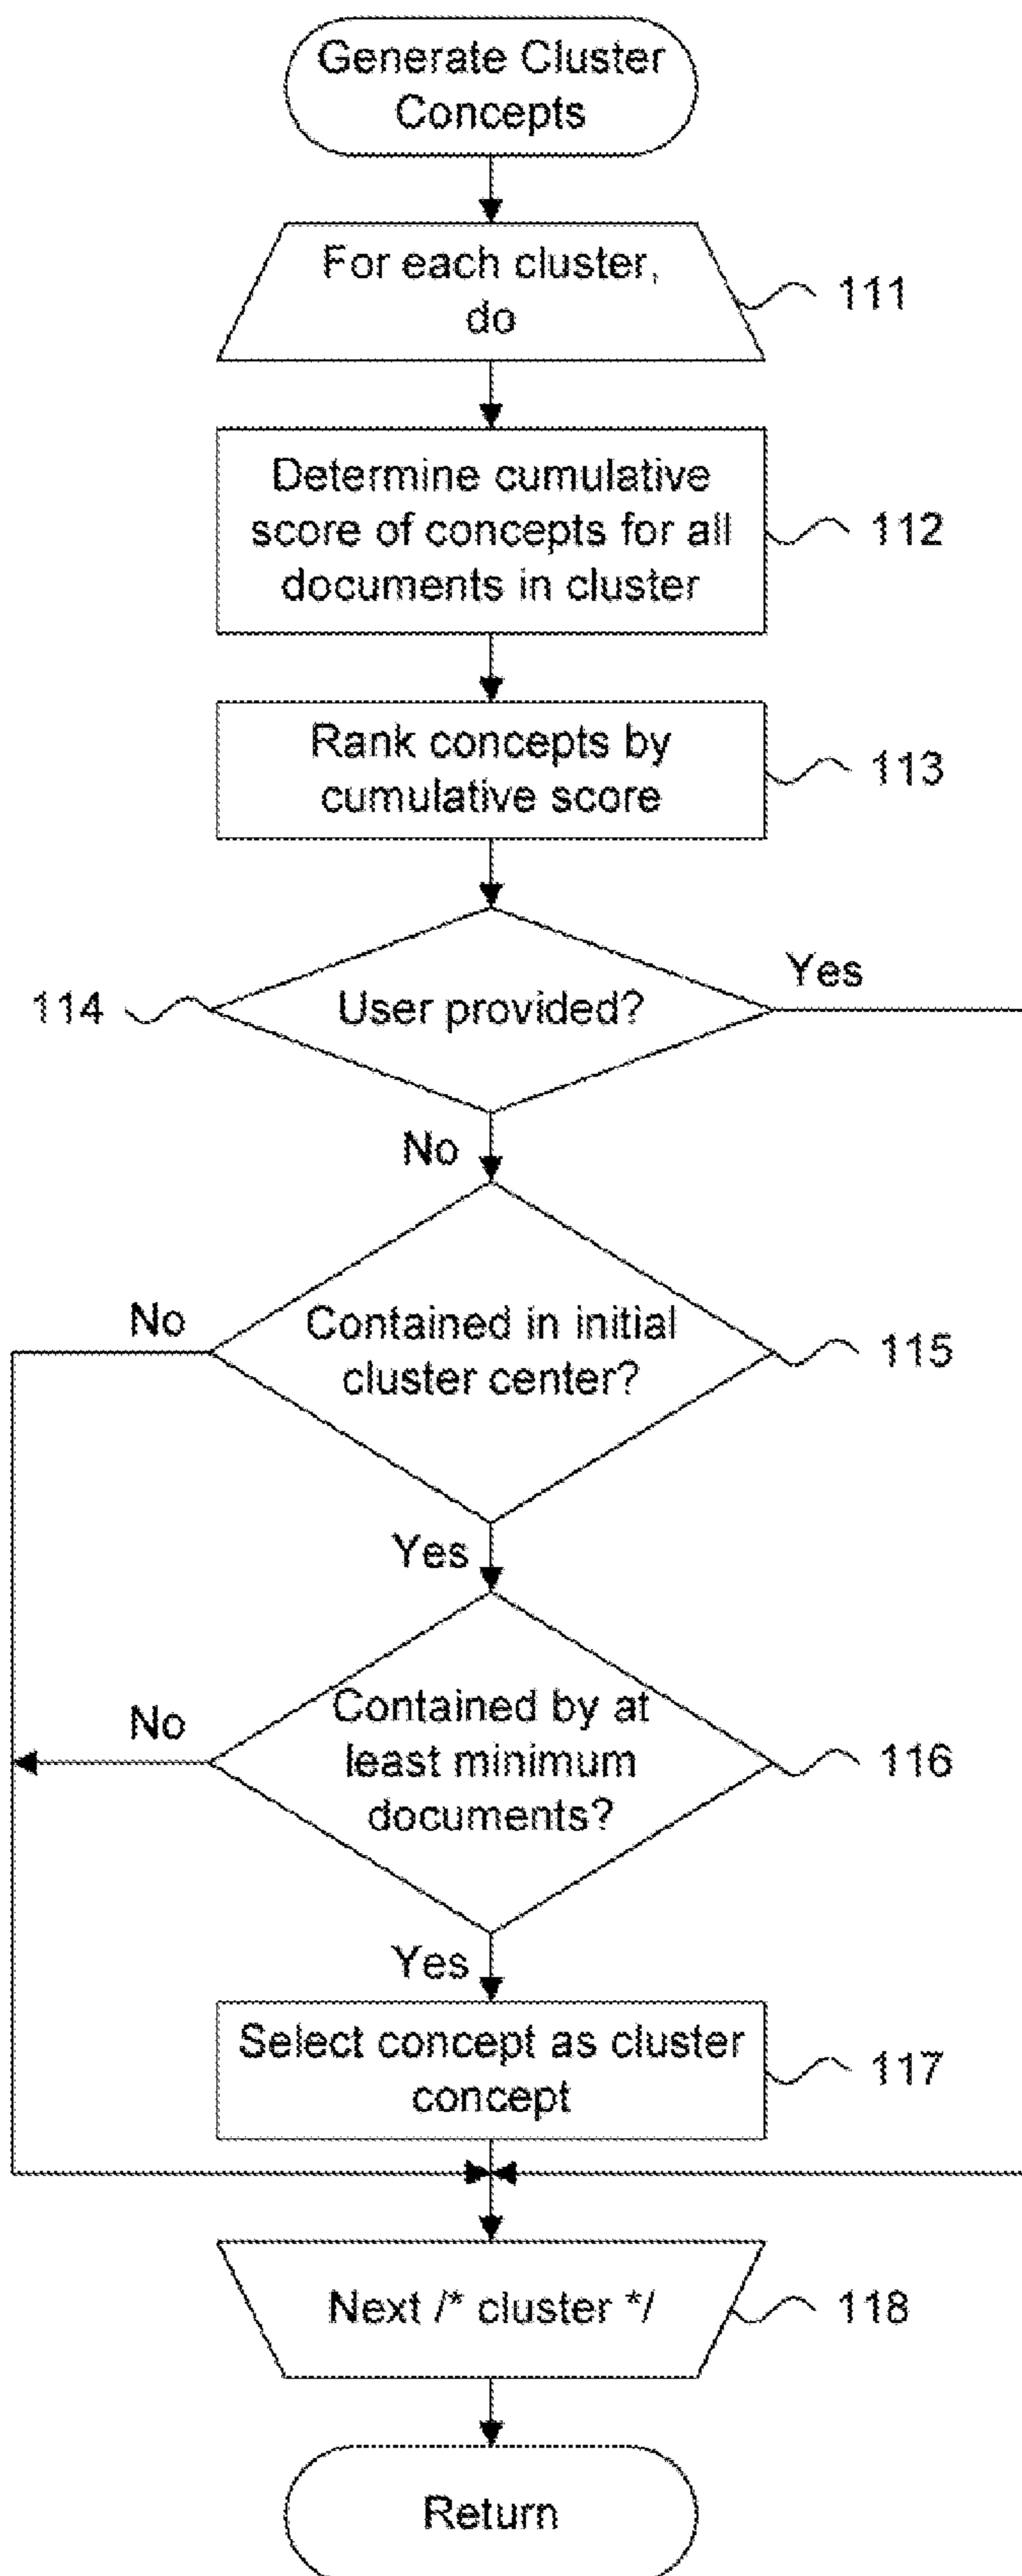 Generate Cluster
Concepts
For each cluster,
do
111
Determine cumulative
score of concepts for all
documents in cluster
112
Rank concepts by
cumulative score
113
User provided?
Yes
114
No
Contained in initial
cluster center?
No
115
Yes
Contained by at
least minimum
documents?
No
116
Yes
Select concept as cluster
concept
117
Next /* cluster */
118
Return